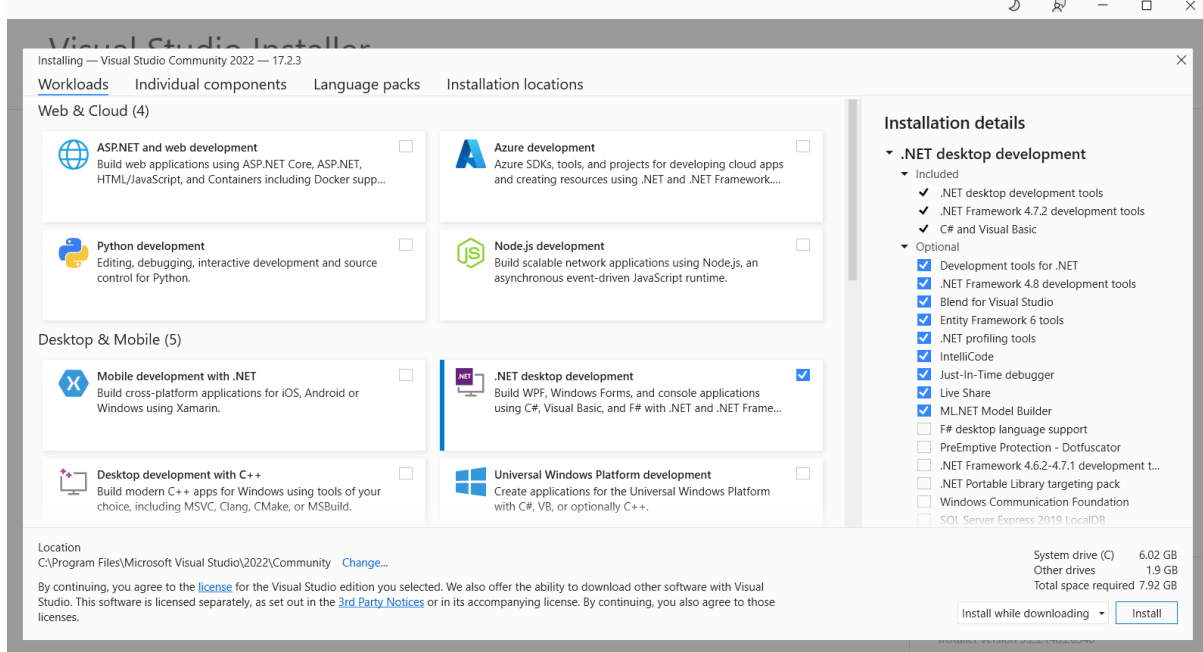 Visual Studio Installer
Installing — Visual Studio Community 2022 — 17.2.3
Workloads Individual components Language packs Installation locations
Web & Cloud (4)
ASP.NET and web development
Build web applications using ASP.NET Core, ASP.NET,
HTML/JavaScript, and Containers including Docker supp...
Azure development
Azure SDKs, tools, and projects for developing cloud apps
and creating resources using .NET and .NET Framework....
Python development
Editing, debugging, interactive development and source
control for Python.
JS
Node.js development
Build scalable network applications using Node.js, an
asynchronous event-driven JavaScript runtime.
Desktop & Mobile (5)
Mobile development with .NET
Build cross-platform applications for iOS, Android or
Windows using Xamarin.
.NET
.NET desktop development
Build WPF, Windows Forms, and console applications
using C#, Visual Basic, and F# with .NET and .NET Frame...
Desktop development with C++
Build modern C++ apps for Windows using tools of your
choice, including MSVC, Clang, CMake, or MSBuild.
Universal Windows Platform development
Create applications for the Universal Windows Platform
with C#, VB, or optionally C++.
Installation details
.NET desktop development
Included
.NET desktop development tools
.NET Framework 4.7.2 development tools
C# and Visual Basic
Optional
Development tools for .NET
.NET Framework 4.8 development tools
Blend for Visual Studio
Entity Framework 6 tools
.NET profiling tools
IntelliCode
Just-In-Time debugger
Live Share
ML.NET Model Builder
F# desktop language support
PreEmptive Protection - Dotfuscator
.NET Framework 4.6.2-4.7.1 development t...
.NET Portable Library targeting pack
Windows Communication Foundation
SQL Server Express 2019 LocalDB
Location
C:\Program Files\Microsoft Visual Studio\2022\Community Change...
By continuing, you agree to the license for the Visual Studio edition you selected. We also offer the ability to download other software with Visual
Studio. This software is licensed separately, as set out in the 3rd Party Notices or in its accompanying license. By continuing, you also agree to those
licenses.
System drive (C) 6.02 GB
Other drives 1.9 GB
Total space required 7.92 GB
Install while downloading Install